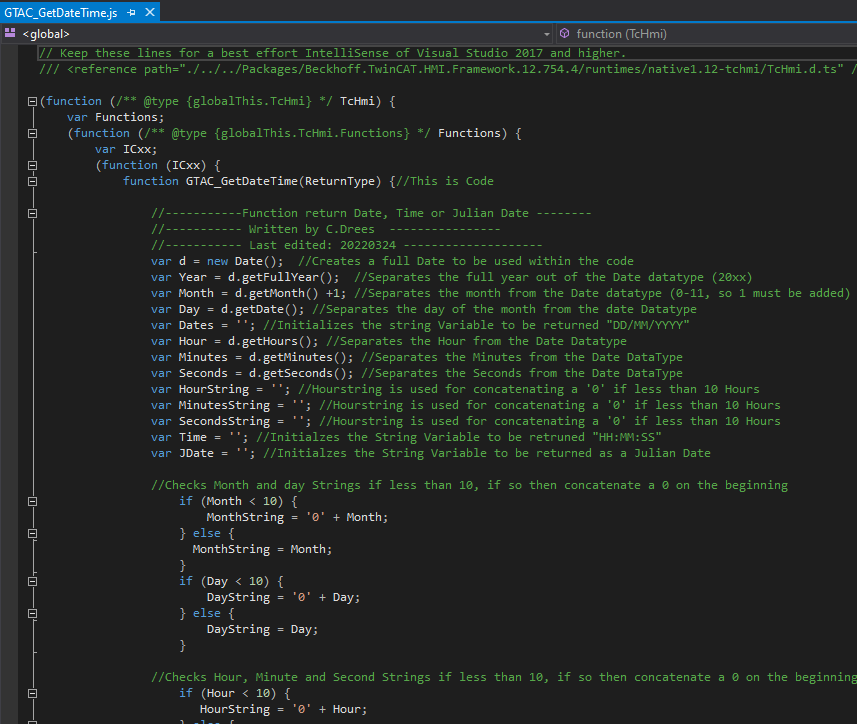 GTAC_GetDateTime.js
<global> function (TcHmi)
// Keep these lines for a best effort IntelliSense of Visual Studio 2017 and higher.
/// <reference path="./../../Packages/Beckhoff.TwinCAT.HMI.Framework.12.754.4/runtimes/native1.12-tchmi/TcHmi.d.ts" /
(function (/** @type {globalThis.TcHmi} */ TcHmi) {
var Functions;
(function (/** @type {globalThis.TcHmi.Functions} */ Functions) {
var ICxx;
(function (ICxx) {
function GTAC_GetDateTime(ReturnType) {//This is Code
//-----------Function return Date, Time or Julian Date --------
//----------- Written by C.Drees  ----------------
//----------- Last edited: 20220324 --------------------
var d = new Date();  //Creates a full Date to be used within the code
var Year = d.getFullYear();  //Separates the full year out of the Date datatype (20xx)
var Month = d.getMonth() +1; //Separates the month from the Date datatype (0-11, so 1 must be added)
var Day = d.getDate(); //Separates the day of the month from the date Datatype
var Dates = ''; //Initializes the string Variable to be returned "DD/MM/YYYY"
var Hour = d.getHours(); //Separates the Hour from the Date Datatype
var Minutes = d.getMinutes(); //Separates the Minutes from the Date DataType
var Seconds = d.getSeconds(); //Separates the Seconds from the Date DataType
var HourString = ''; //Hourstring is used for concatenating a '0' if less than 10 Hours
var MinutesString = ''; //Hourstring is used for concatenating a '0' if less than 10 Hours
var SecondsString = ''; //Hourstring is used for concatenating a '0' if less than 10 Hours
var Time = ''; //Initialzes the String Variable to be retruned "HH:MM:SS"
var JDate = ''; //Initialzes the String Variable to be returned as a Julian Date
//Checks Month and day Strings if less than 10, if so then concatenate a 0 on the beginning
if (Month < 10) {
MonthString = '0' + Month;
} else {
MonthString = Month;
}
if (Day < 10) {
DayString = '0' + Day;
} else {
DayString = Day;
}
//Checks Hour, Minute and Second Strings if less than 10, if so then concatenate a 0 on the beginning
if (Hour < 10) {
HourString = '0' + Hour;
} else {